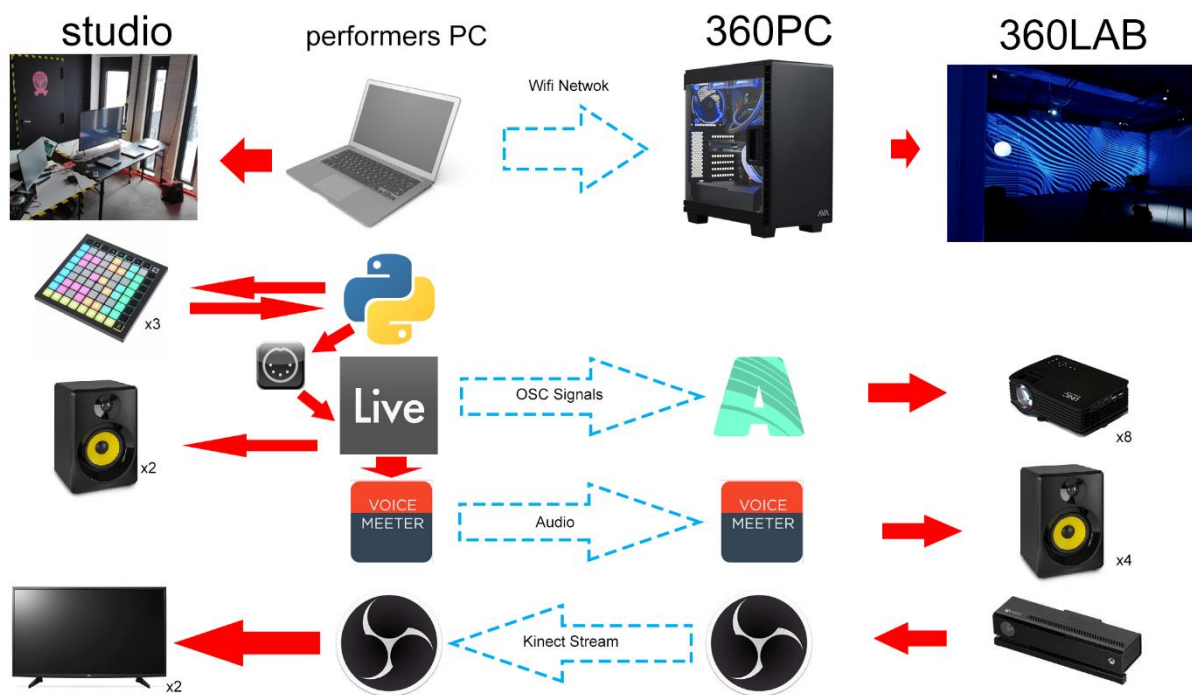 studio
performers PC
360PC
360LAB
Wifi Netwok
x3
Live
OSC Signals
x8
x2
VOICE
MEETER
Audio
VOICE
MEETER
x4
Kinect Stream
x2